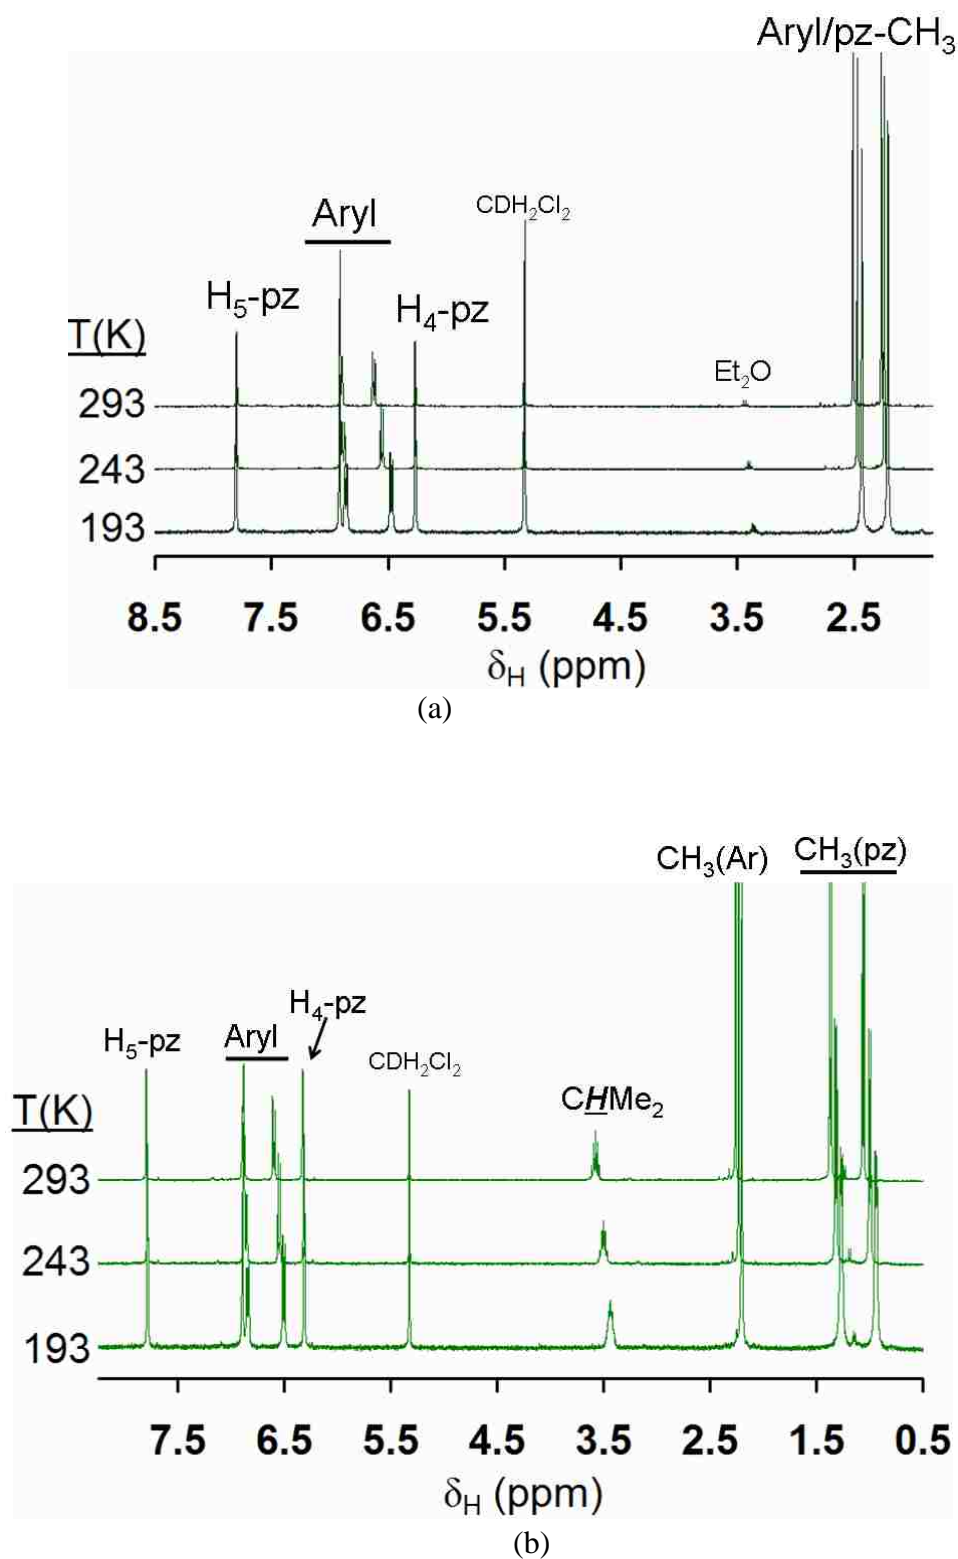 Aryl/pz-CH₃
Aryl
CDH₂Cl₂
H₅-pz
H₄-pz
T(K)
Et₂O
293
243
193
8.5 7.5 6.5 5.5 4.5 3.5 2.5
δH (ppm)
(a)
CH₃(Ar) CH₃(pz)
H₄-pz
H₅-pz Aryl
CDH₂Cl₂
CHMe₂
T(K)
293
243
193
7.5 6.5 5.5 4.5 3.5 2.5 1.5 0.5
δH (ppm)
(b)